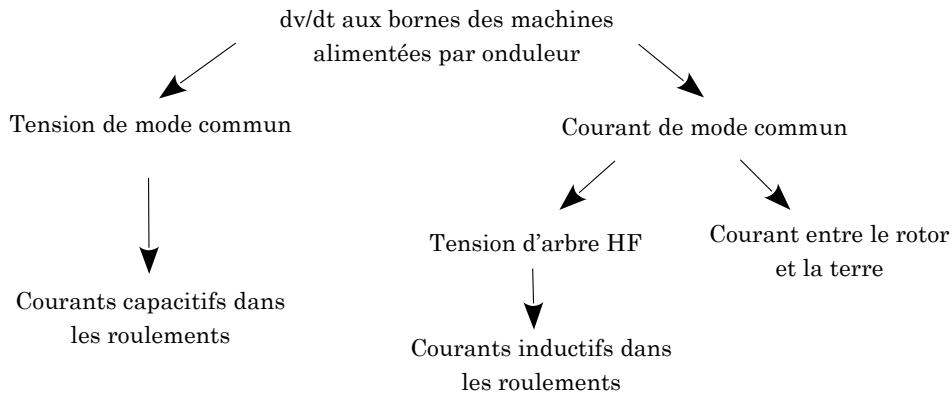 dv/dt aux bornes des machines
alimentées par onduleur
Tension de mode commun
Courant de mode commun
Tension d'arbre HF
Courant entre le rotor
et la terre
Courants capacitifs dans
les roulements
Courants inductifs dans
les roulements